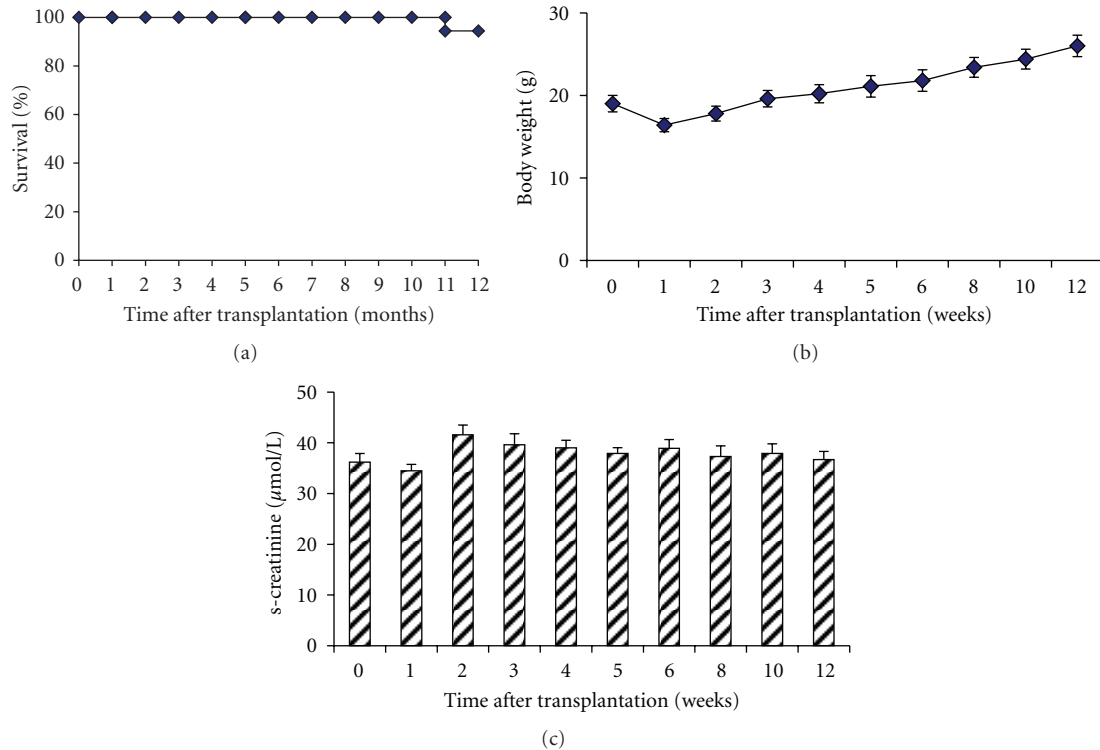 100
80
60
40
20
0
Survival (%)
0 1 2 3 4 5 6 7 8 9 10 11 12
Time after transplantation (months)
(a)
30
20
10
0
Body weight (g)
0 1 2 3 4 5 6 8 10 12
Time after transplantation (weeks)
(b)
50
40
30
20
10
0
s-creatinine (µmol/L)
0 1 2 3 4 5 6 8 10 12
Time after transplantation (weeks)
(c)